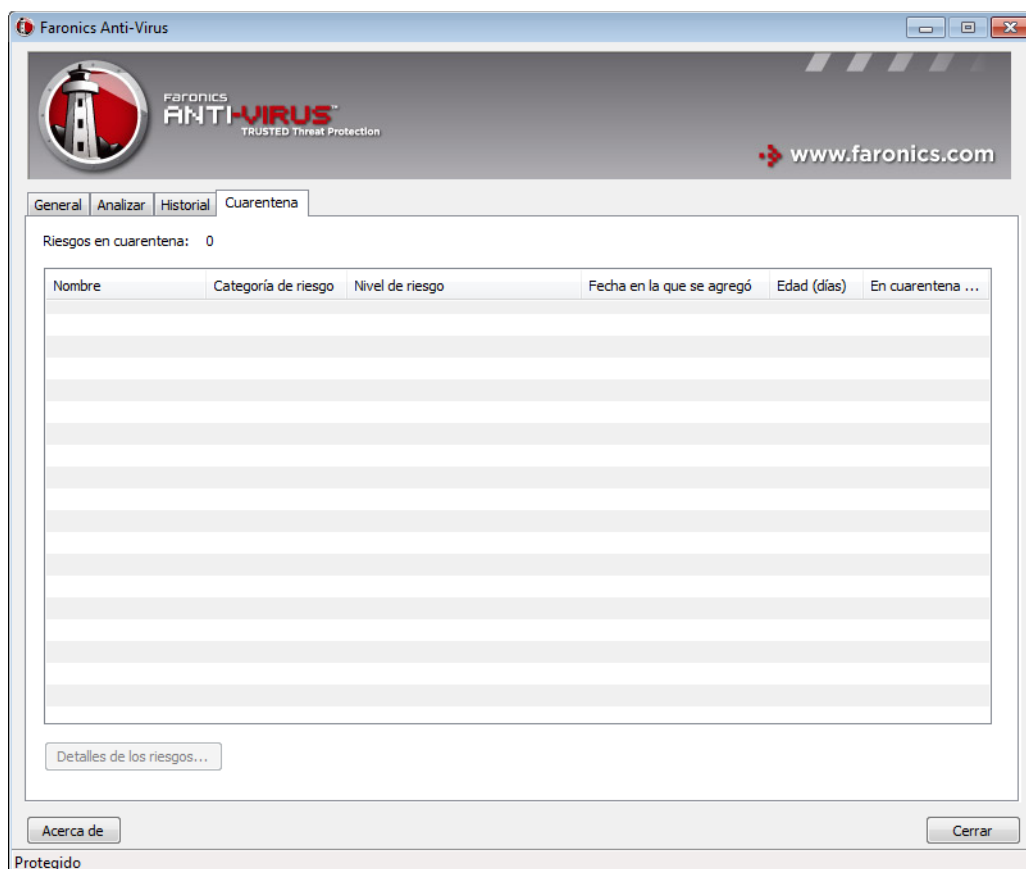 Faronics Anti-Virus
Faronics
ANTI-VIRUS™
TRUSTED Threat Protection
www.faronics.com
General Analizar Historial Cuarentena
Riesgos en cuarentena: 0
Nombre Categoría de riesgo Nivel de riesgo Fecha en la que se agregó Edad (días) En cuarentena ...
Detalles de los riesgos...
Acerca de Cerrar
Protegido